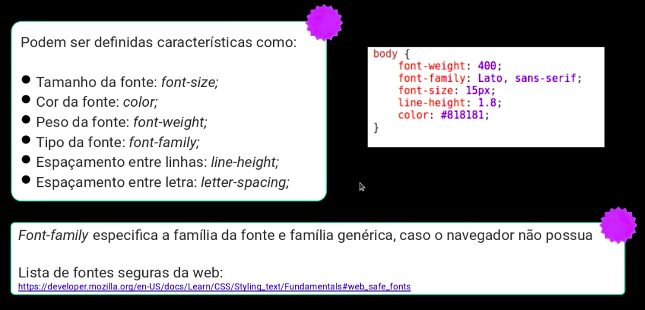 Podem ser definidas características como:
● Tamanho da fonte: font-size;
● Cor da fonte: color;
● Peso da fonte: font-weight;
● Tipo da fonte: font-family;
● Espaçamento entre linhas: line-height;
● Espaçamento entre letra: letter-spacing;
body {
    font-weight: 400;
    font-family: Lato, sans-serif;
    font-size: 15px;
    line-height: 1.8;
    color: #818181;
}
Font-family especifica a família da fonte e família genérica, caso o navegador não possua
Lista de fontes seguras da web:
https://developer.mozilla.org/en-US/docs/Learn/CSS/Styling_text/Fundamentals#web_safe_fonts